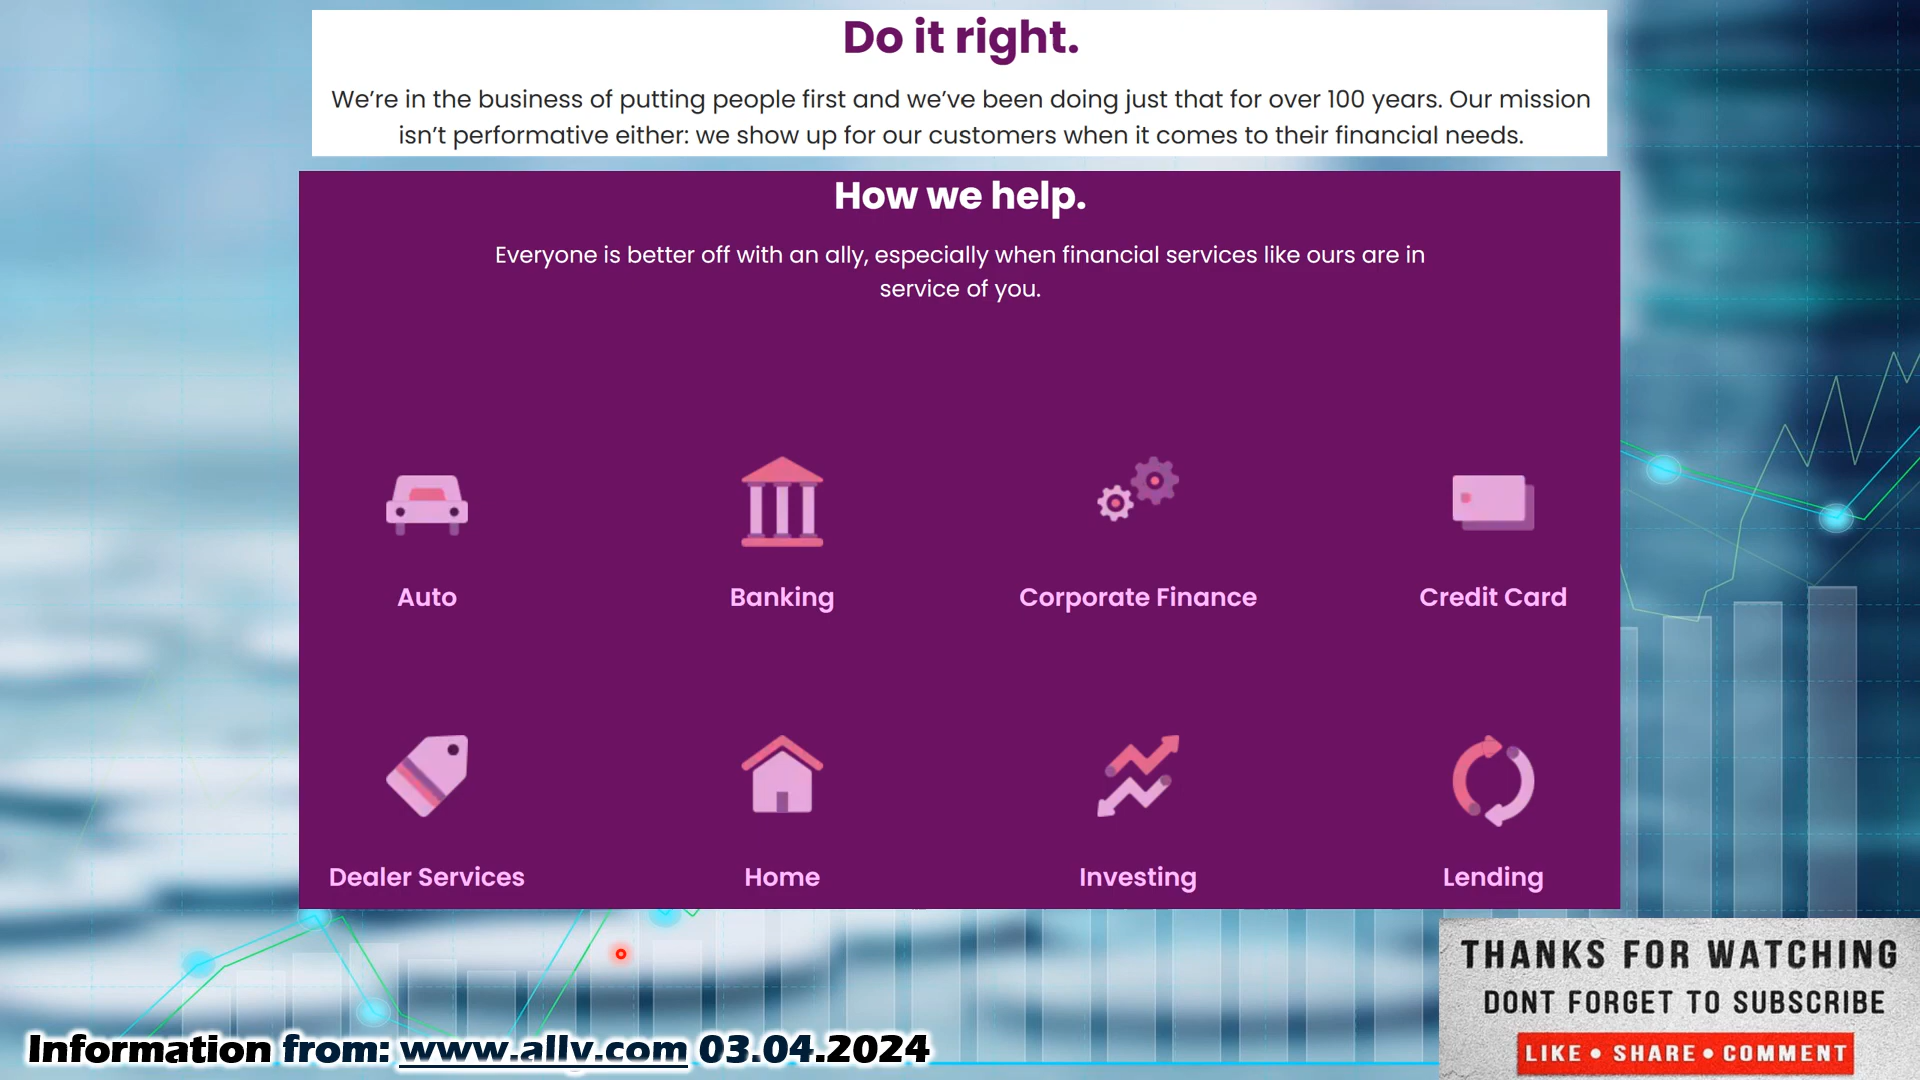 Do it right.
We’re in the business of putting people first and we’ve been doing just that for over 100 years. Our mission
isn’t performative either: we show up for our customers when it comes to their financial needs.
How we help.
Everyone is better off with an ally, especially when financial services like ours are in
service of you.
Auto
Banking
Corporate Finance
Credit Card
Dealer Services
Home
Investing
Lending
THANKS FOR WATCHING
DONT FORGET TO SUBSCRIBE
LIKE • SHARE • COMMENT
Information from: www.ally.com 03.04.2024